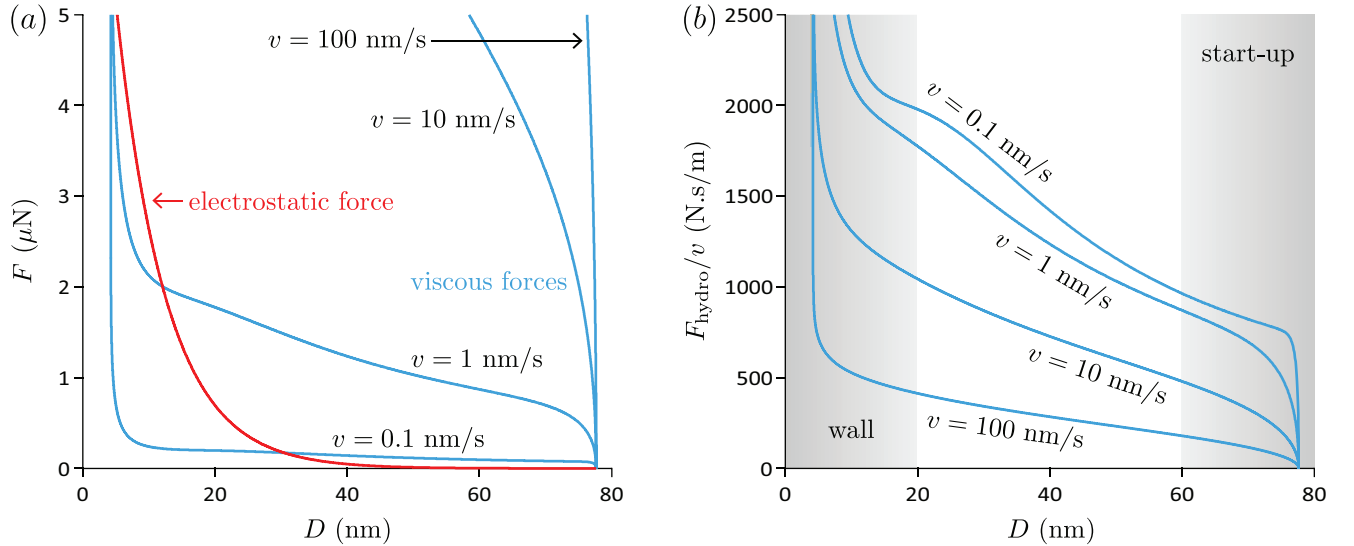 (a)
5
4
3
2
1
0
F (μN)
v = 100 nm/s
v = 10 nm/s
electrostatic force
viscous forces
v = 1 nm/s
v = 0.1 nm/s
0 20 40 60 80
D (nm)
(b)
2500
2000
1500
1000
500
0
F_hydro/v (N.s/m)
start-up
v = 0.1 nm/s
v = 1 nm/s
v = 10 nm/s
v = 100 nm/s
wall
0 20 40 60 80
D (nm)